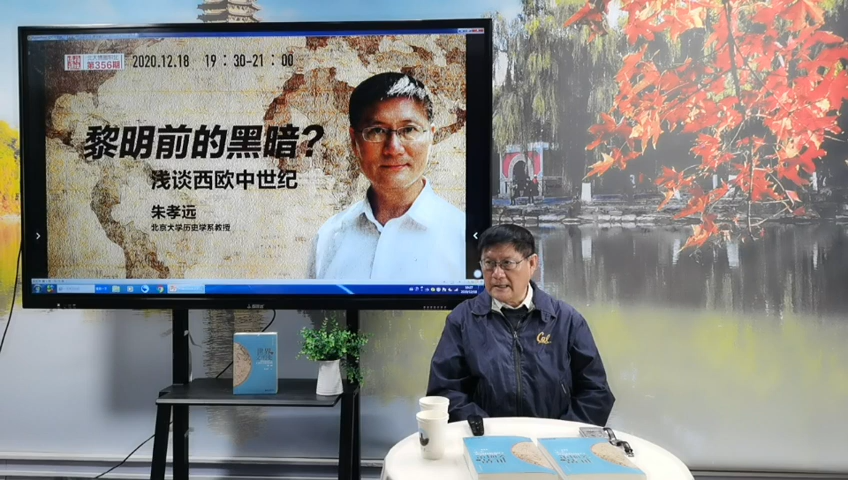 第356期
2020.12.18 19：30-21：00
黎明前的黑暗？
浅谈西欧中世纪
朱孝远
北京大学历史学系教授
Cal